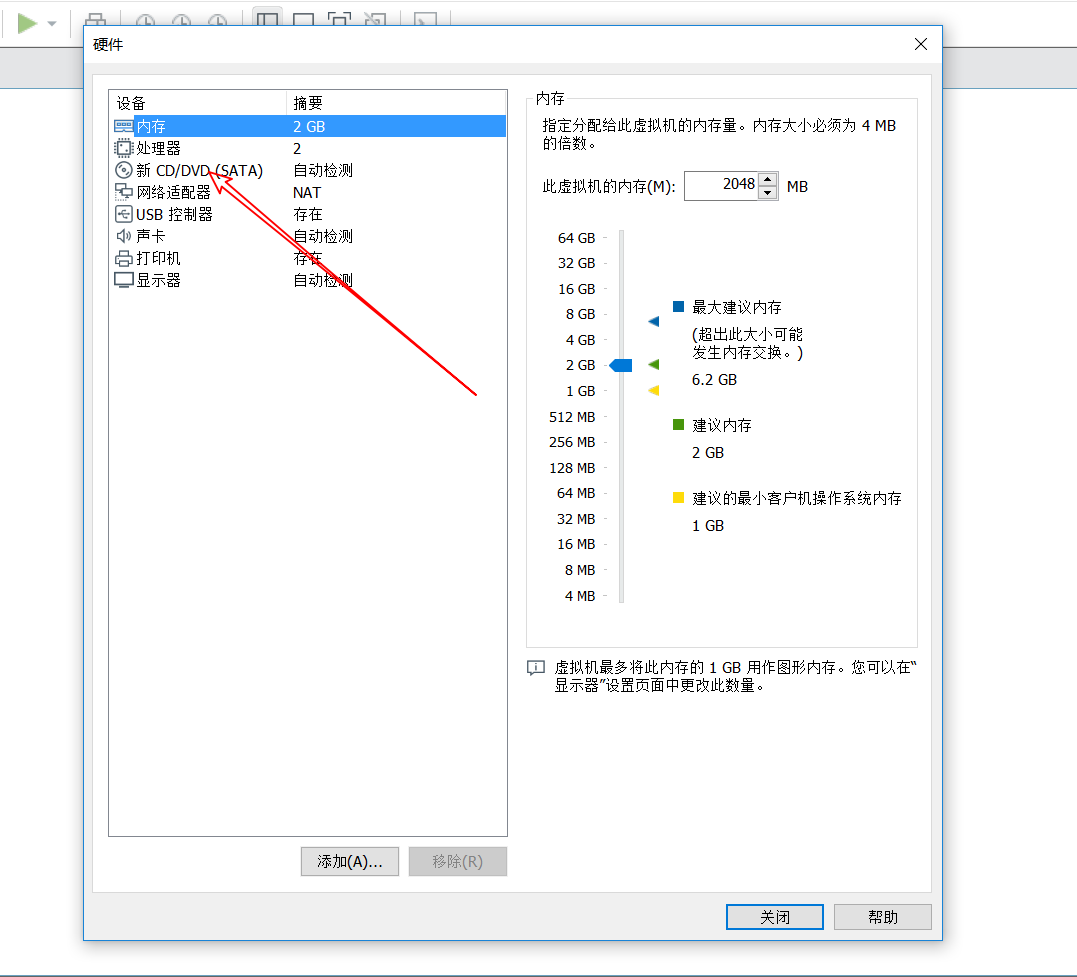 硬件
设备 摘要
内存 2 GB
处理器 2
新 CD/DVD (SATA) 自动检测
网络适配器 NAT
USB 控制器 存在
声卡 自动检测
打印机 存在
显示器 自动检测
添加(A)... 移除(R)
内存
指定分配给此虚拟机的内存量。内存大小必须为 4 MB
的倍数。
此虚拟机的内存(M): 2048 MB
64 GB
32 GB
16 GB
8 GB
4 GB
2 GB
1 GB
512 MB
256 MB
128 MB
64 MB
32 MB
16 MB
8 MB
4 MB
最大建议内存
(超出此大小可能
发生内存交换。)
6.2 GB
建议内存
2 GB
建议的最小客户机操作系统内存
1 GB
虚拟机最多将此内存的 1 GB 用作图形内存。您可以在“
显示器”设置页面中更改此数量。
关闭 帮助